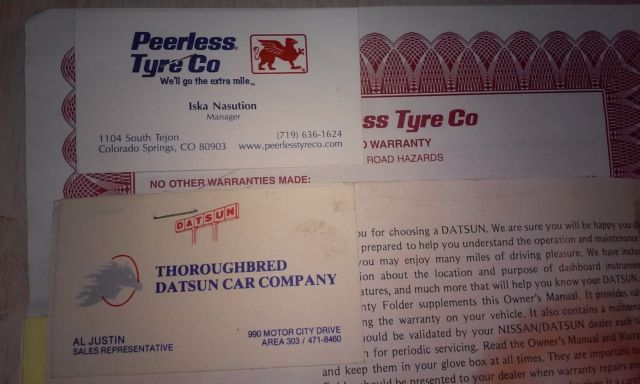 Peerless
Tyre Co
We'll go the extra mile.™
Iska Nasution
Manager
1104 South Tejon
Colorado Springs, CO 80903
(719) 636-1624
www.peerlesstyreco.com
ss Tyre Co
WARRANTY
ROAD HAZARDS
NO OTHER WARRANTIES MADE:
DATSUN
THOROUGHBRED
DATSUN CAR COMPANY
AL JUSTIN
SALES REPRESENTATIVE
990 MOTOR CITY DRIVE
AREA 303 / 471-8460
ou for choosing a DATSUN. We are sure you will be happy you
prepared to help you understand the operation and maintenance
you may enjoy many miles of driving pleasure. We have
ion about the location and purpose of dashboard
atures, and much more that will help you know your DATSUN.
nty Folder supplements this Owner's Manual. It provides
ng the warranty on your vehicle. It also contains a
should be validated by your NISSAN/DATSUN dealer each
n for periodic servicing. Read the Owner's Manual and
and keep them in your glove box at all times. They are important
should be presented to your dealer when warranty repairs